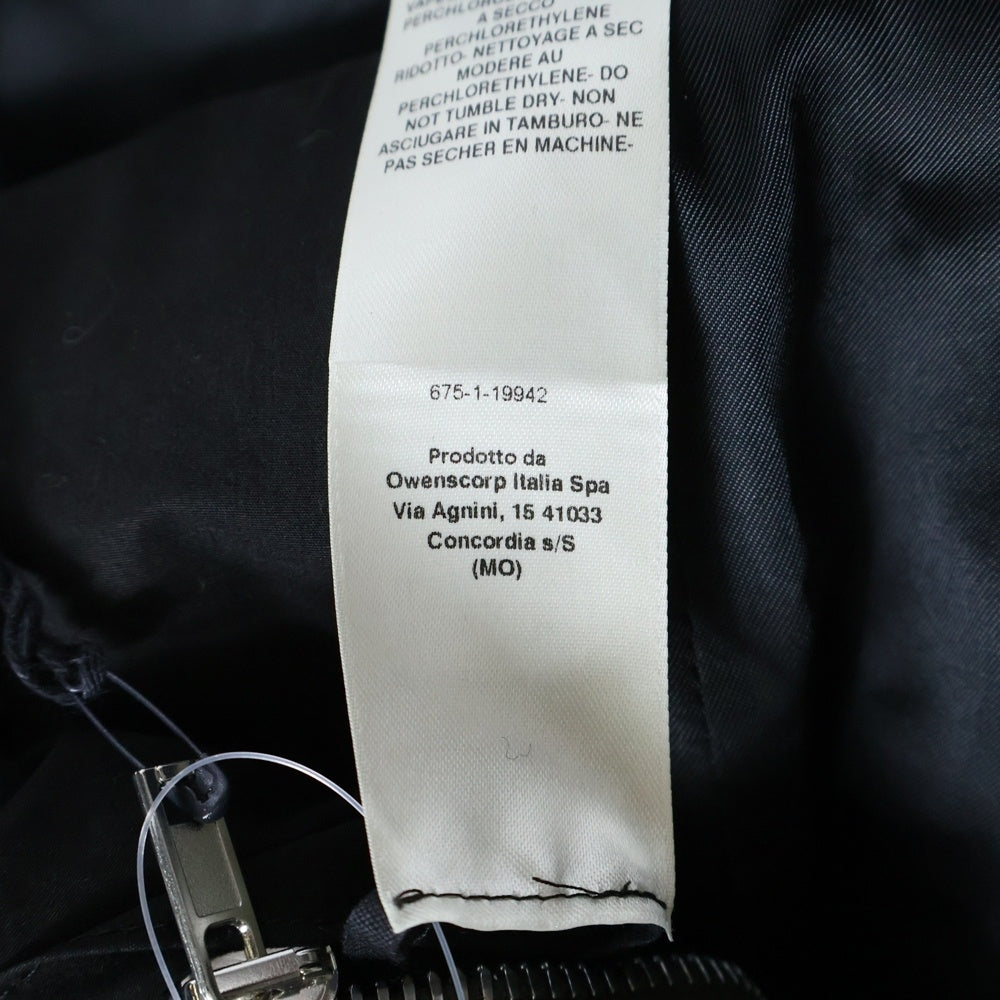 A SECCO
PERCHLORETHYLENE
RIDOTTO- NETTOYAGE A SEC
MODERE AU
PERCHLORETHYLENE- DO
NOT TUMBLE DRY- NON
ASCIUGARE IN TAMBURO- NE
PAS SECHER EN MACHINE-
675-1-19942
Prodotto da
Owenscorp Italia Spa
Via Agnini, 15 41033
Concordia s/S
(MO)